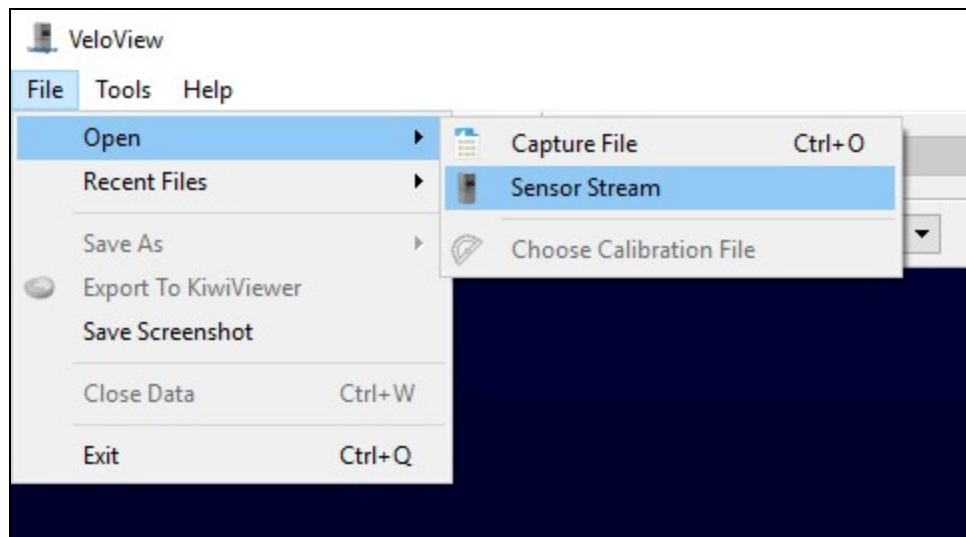 VeloView
File Tools Help
Open
Recent Files
Save As
Export To KiwiViewer
Save Screenshot
Close Data Ctrl+W
Exit Ctrl+Q
Capture File Ctrl+O
Sensor Stream
Choose Calibration File